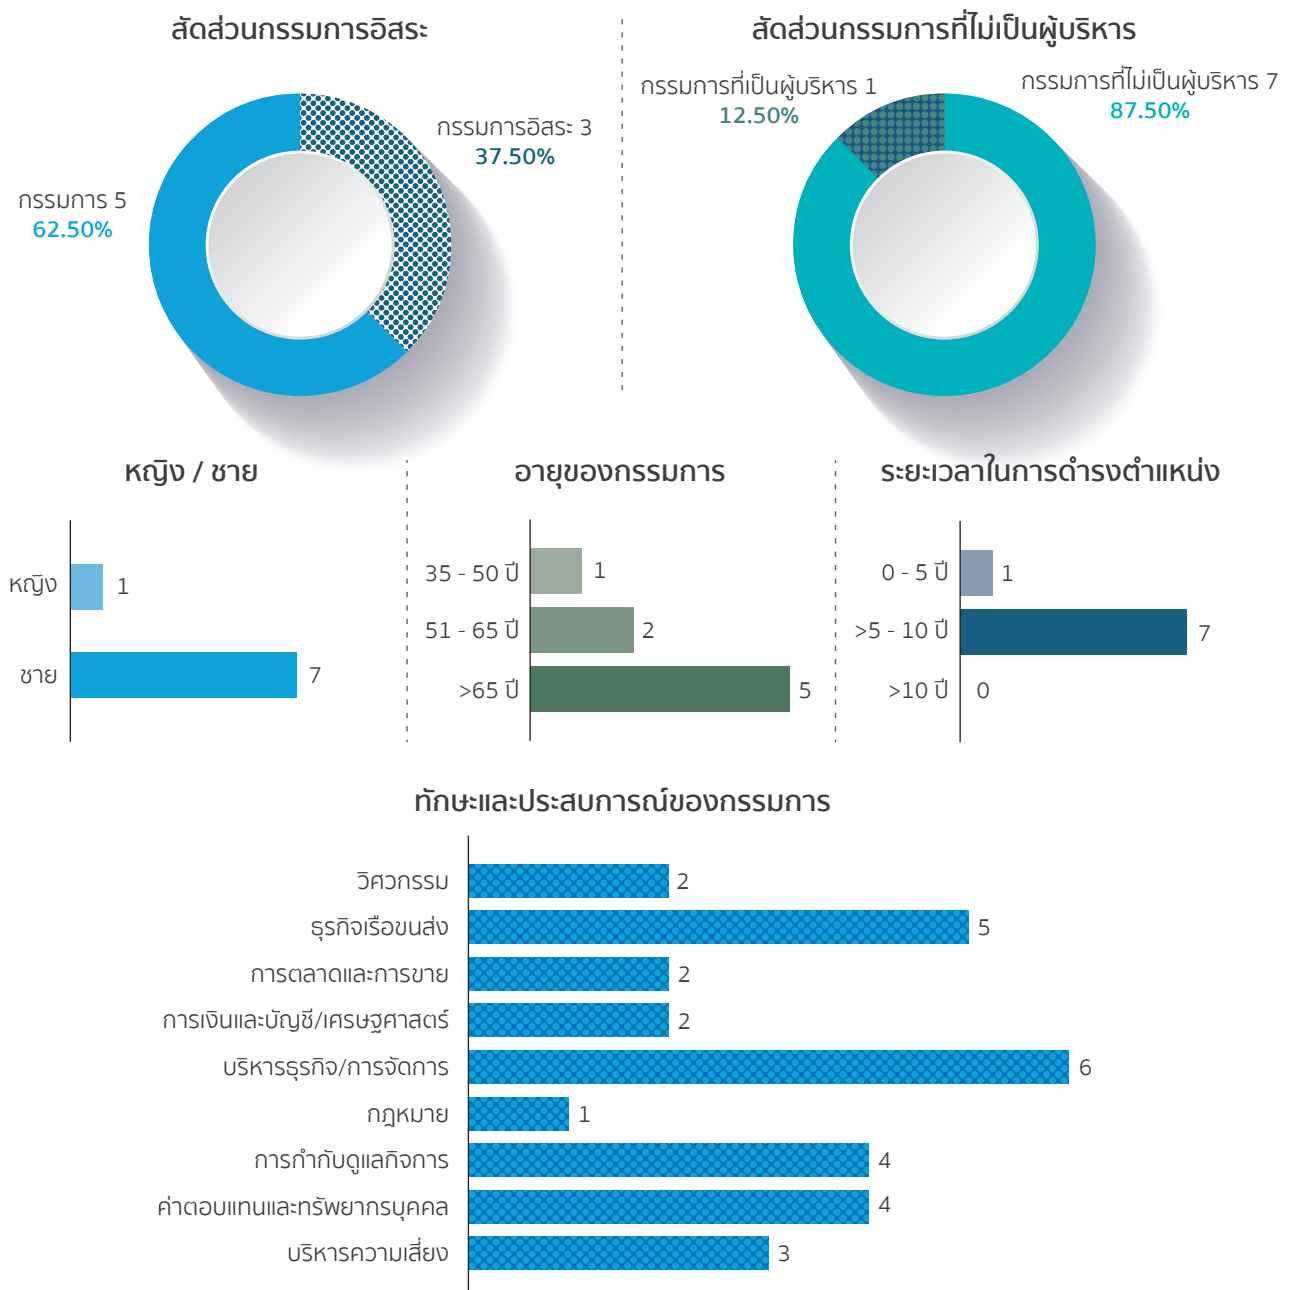 สัดส่วนกรรมการอิสระ
กรรมการอิสระ 3
37.50%
กรรมการ 5
62.50%
สัดส่วนกรรมการที่ไม่เป็นผู้บริหาร
กรรมการที่เป็นผู้บริหาร 1
12.50%
กรรมการที่ไม่เป็นผู้บริหาร 7
87.50%
หญิง / ชาย
หญิง 1
ชาย 7
อายุของกรรมการ
35 - 50 ปี 1
51 - 65 ปี 2
>65 ปี 5
ระยะเวลาในการดำรงตำแหน่ง
0 - 5 ปี 1
>5 - 10 ปี 7
>10 ปี 0
ทักษะและประสบการณ์ของกรรมการ
วิศวกรรม 2
ธุรกิจเรือขนส่ง 5
การตลาดและการขาย 2
การเงินและบัญชี/เศรษฐศาสตร์ 2
บริหารธุรกิจ/การจัดการ 6
กฎหมาย 1
การกำกับดูแลกิจการ 4
ค่าตอบแทนและทรัพยากรบุคคล 4
บริหารความเสี่ยง 3